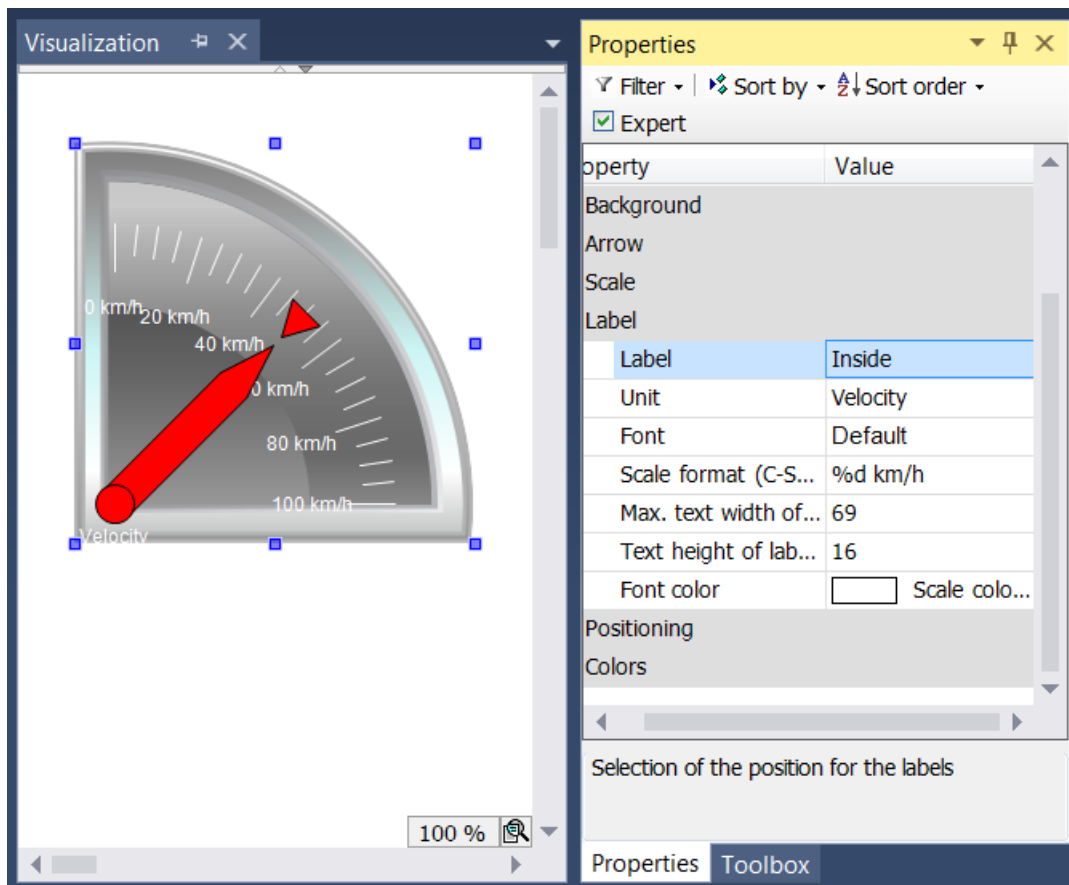 Visualization
0 km/h
20 km/h
40 km/h
0 km/h
80 km/h
100 km/h
Velocity
100 %
Properties
Filter
Sort by
Sort order
Expert
operty Value
Background
Arrow
Scale
Label
Label Inside
Unit Velocity
Font Default
Scale format (C-S... %d km/h
Max. text width of... 69
Text height of lab... 16
Font color Scale colo...
Positioning
Colors
Selection of the position for the labels
Properties Toolbox